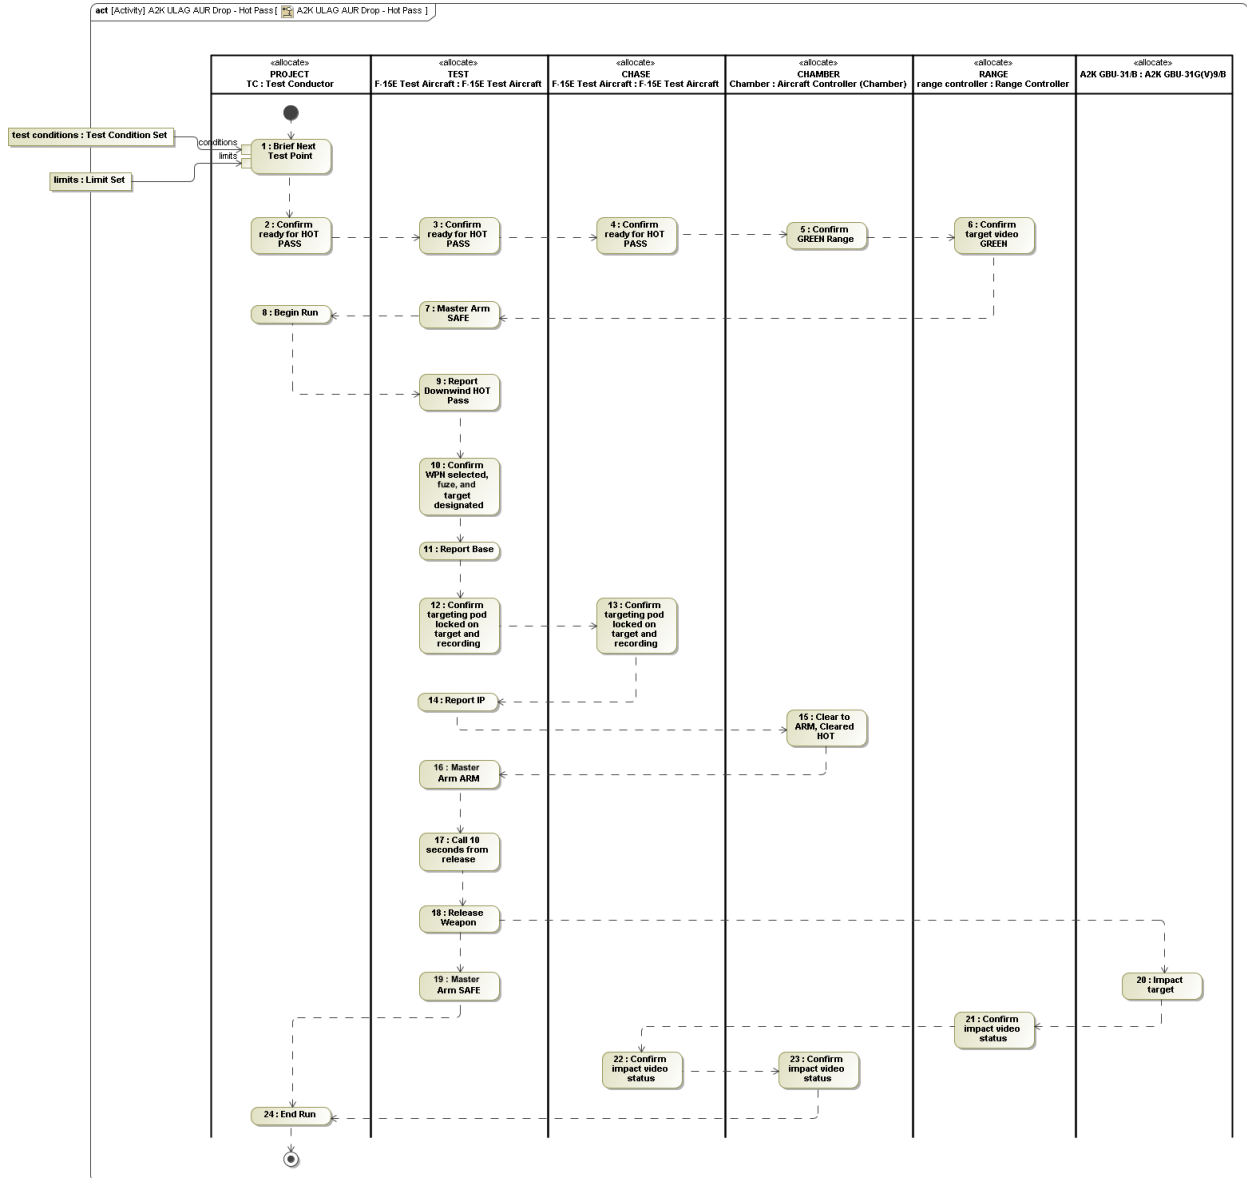 act [Activity] A2K ULAG AUR Drop - Hot Pass [ A2K ULAG AUR Drop - Hot Pass ]
«allocate»
PROJECT
TC : Test Conductor
«allocate»
TEST
F-15E Test Aircraft : F-15E Test Aircraft
«allocate»
CHASE
F-15E Test Aircraft : F-15E Test Aircraft
«allocate»
CHAMBER
Chamber : Aircraft Controller (Chamber)
«allocate»
RANGE
range controller : Range Controller
«allocate»
A2K GBU-31/B : A2K GBU-31G(V)9/B
test conditions : Test Condition Set
conditions
limits
limits : Limit Set
1 : Brief Next
Test Point
2 : Confirm
ready for HOT
PASS
3 : Confirm
ready for HOT
PASS
4 : Confirm
ready for HOT
PASS
5 : Confirm
GREEN Range
6 : Confirm
target video
GREEN
8 : Begin Run
7 : Master Arm
SAFE
9 : Report
Downwind HOT
Pass
10 : Confirm
WPN selected,
fuze, and
target
designated
11 : Report Base
12 : Confirm
targeting pod
locked on
target and
recording
13 : Confirm
targeting pod
locked on
target and
recording
14 : Report IP
15 : Clear to
ARM, Cleared
HOT
16 : Master
Arm ARM
17 : Call 10
seconds from
release
18 : Release
Weapon
19 : Master
Arm SAFE
20 : Impact
target
21 : Confirm
impact video
status
22 : Confirm
impact video
status
23 : Confirm
impact video
status
24 : End Run